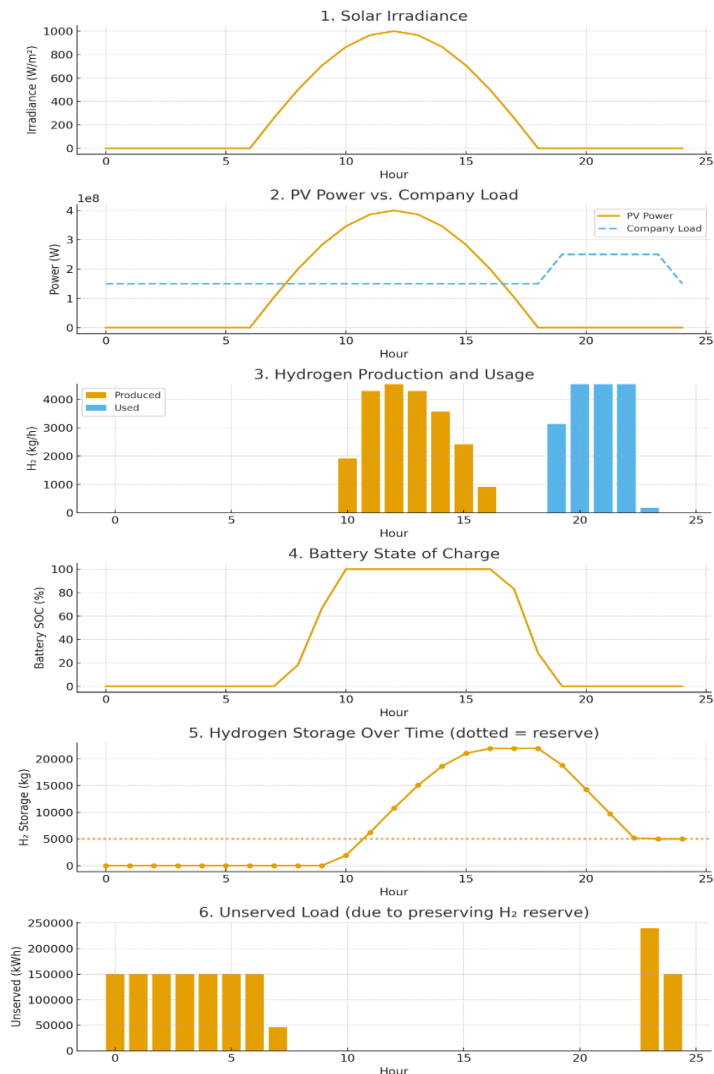 1. Solar Irradiance
Irradiance (W/m²)
1000
800
600
400
200
0
0 5 10 15 20 25
Hour
2. PV Power vs. Company Load
1e8
Power (W)
4
3
2
1
0
PV Power
Company Load
0 5 10 15 20 25
Hour
3. Hydrogen Production and Usage
H₂ (kg/h)
4000
3000
2000
1000
0
Produced
Used
0 5 10 15 20 25
Hour
4. Battery State of Charge
Battery SOC (%)
100
80
60
40
20
0
0 5 10 15 20 25
Hour
5. Hydrogen Storage Over Time (dotted = reserve)
H₂ Storage (kg)
20000
15000
10000
5000
0
0 5 10 15 20 25
Hour
6. Unserved Load (due to preserving H₂ reserve)
Unserved (kWh)
250000
200000
150000
100000
50000
0
0 5 10 15 20 25
Hour